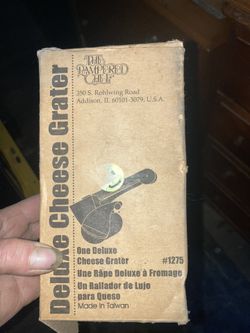 THE
PAMPERED
CHEF
350 S. Rohlwing Road
Addison, IL 60101-3079, U.S.A.
Deluxe Cheese Grater
One Deluxe
Cheese Grater #1275
Une Râpe Deluxe à Fromage
Un Rallador de Lujo
para Queso
Made in Taiwan